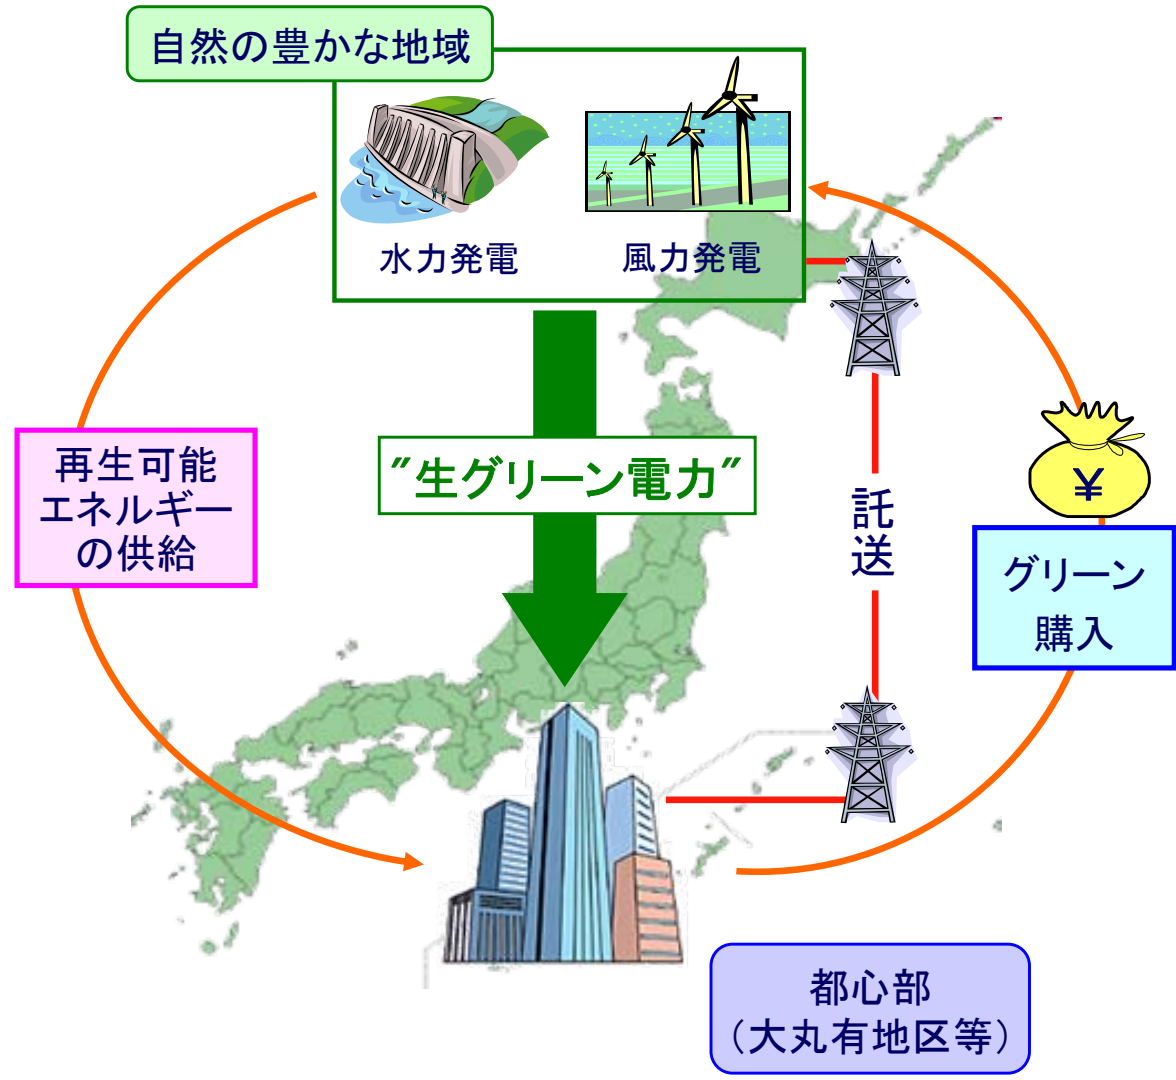 自然の豊かな地域
水力発電
風力発電
再生可能
エネルギー
の供給
”生グリーン電力”
託
送
¥
グリーン
購入
都心部
（大丸有地区等）